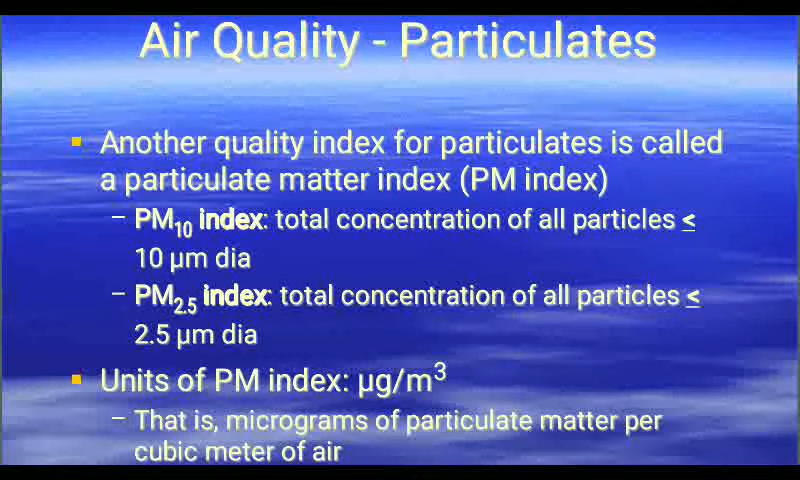 Air Quality - Particulates
Another quality index for particulates is called
a particulate matter index (PM index)
– PM₁₀ index: total concentration of all particles ≤
10 µm dia
– PM₂.₅ index: total concentration of all particles ≤
2.5 µm dia
Units of PM index: µg/m³
– That is, micrograms of particulate matter per
cubic meter of air